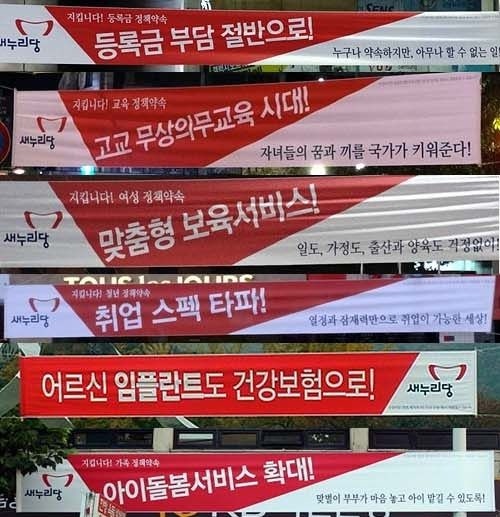 지킵니다! 등록금 정책약속
등록금 부담 절반으로!
새누리당
누구나 약속하지만, 아무나 할 수 없는
지킵니다! 교육 정책약속
고교 무상의무교육 시대!
새누리당
자녀들의 꿈과 끼를 국가가 키워준다!
지킵니다! 여성 정책약속
맞춤형 보육서비스!
새누리당
일도, 가정도, 출산과 양육도 걱정없이!
TOUS les JOURS
지킵니다! 청년 정책약속
취업 스펙 타파!
새누리당
열정과 잠재력만으로 취업이 가능한 세상!
어르신 임플란트도 건강보험으로!
새누리당
지킵니다! 가족 정책약속
아이돌봄서비스 확대!
새누리당
맞벌이 부부가 마음 놓고 아이 맡길 수 있도록!